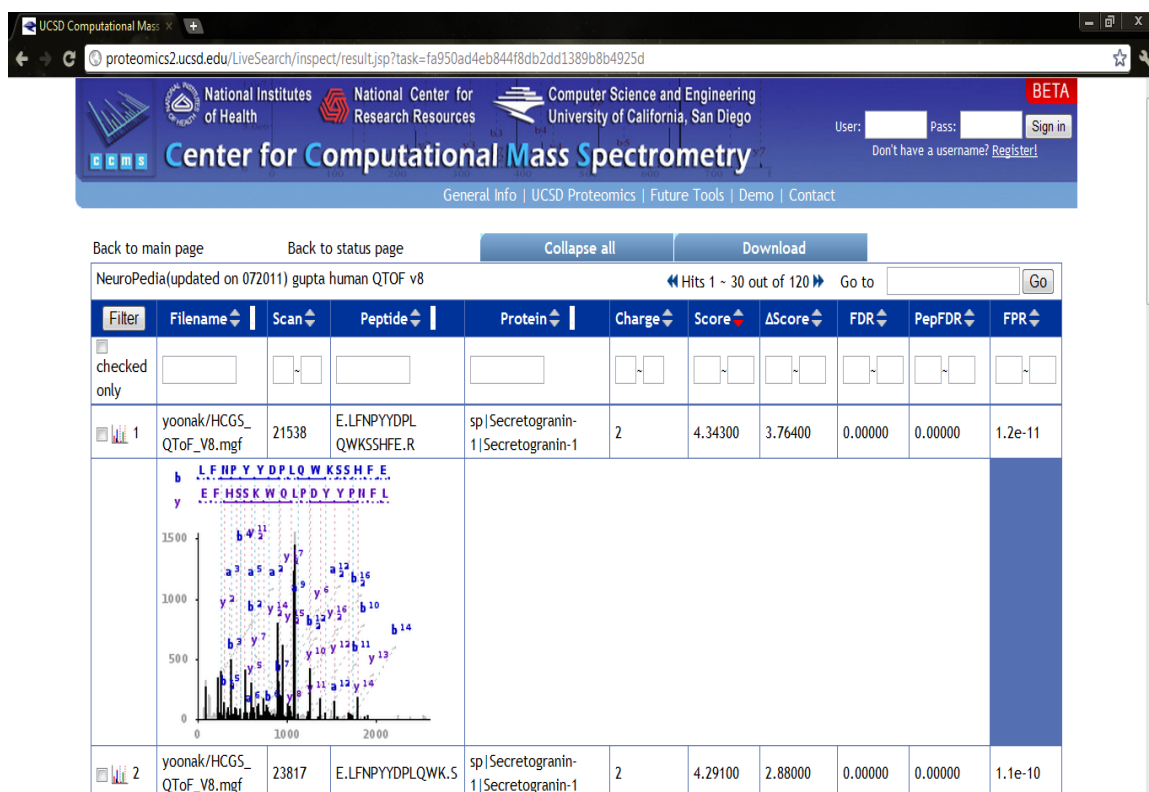 UCSD Computational Mass
proteomics2.ucsd.edu/LiveSearch/inspect/result.jsp?task=fa950ad4eb844f8db2dd1389b8b4925d
National Institutes of Health
National Center for Research Resources
Computer Science and Engineering University of California, San Diego
BETA
User: Pass: Sign in
Don't have a username? Register!
ccms
Center for Computational Mass Spectrometry
General Info | UCSD Proteomics | Future Tools | Demo | Contact
Back to main page Back to status page Collapse all Download
NeuroPedia(updated on 072011) gupta human QTOF v8 Hits 1 ~ 30 out of 120 Go to Go
Filter Filename Scan Peptide Protein Charge Score ΔScore FDR PepFDR FPR
checked only ~ ~ ~ ~ ~ ~ ~
1 yoonak/HCGS_QToF_V8.mgf 21538 E.LFNPYYDPL QWKSSHFE.R sp|Secretogranin-1|Secretogranin-1 2 4.34300 3.76400 0.00000 0.00000 1.2e-11
b L F N P Y Y D P L Q W K S S H F E
y E F H S S K W Q L P D Y Y P N F L
1500
1000
500
0
0 1000 2000
2 yoonak/HCGS_QToF_V8.mgf 23817 E.LFNPYYDPLQWK.S sp|Secretogranin-1|Secretogranin-1 2 4.29100 2.88000 0.00000 0.00000 1.1e-10